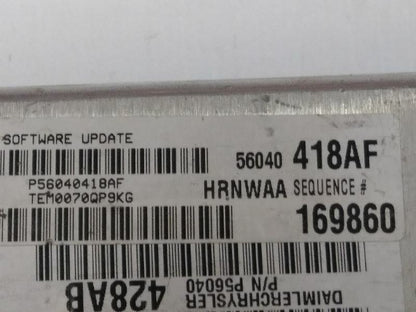 SOFTWARE UPDATE
56040 418AF
P56040418AF
TEM0070QP9KG
HRNWAA SEQUENCE #
169860
428AB
P/N P56040
DAIMLERCHRYSLER